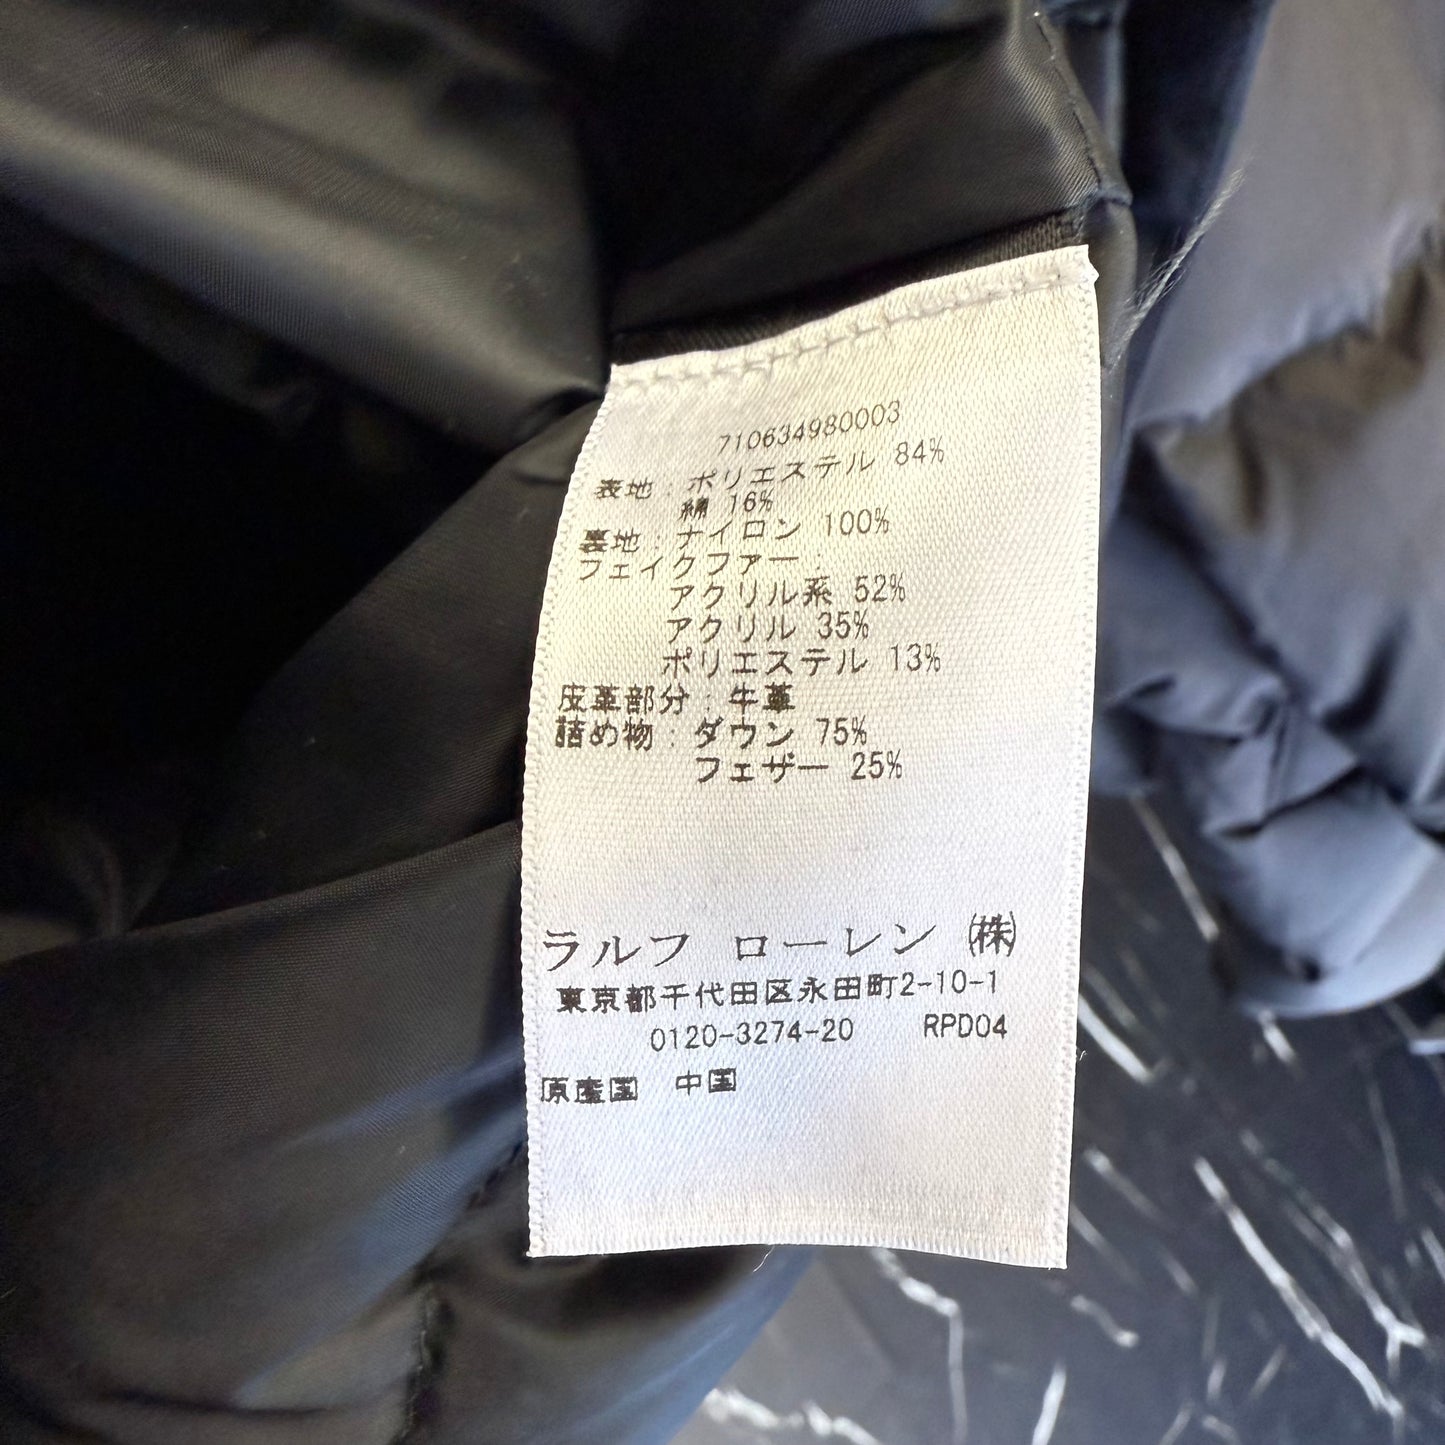 710634980003
表地：ポリエステル 84%
綿 16%
裏地：ナイロン 100%
フェイクファー：
アクリル系 52%
アクリル 35%
ポリエステル 13%
皮革部分：牛革
詰め物：ダウン 75%
フェザー 25%
ラルフ ローレン ㈱
東京都千代田区永田町2-10-1
0120-3274-20 RPD04
原産国 中国